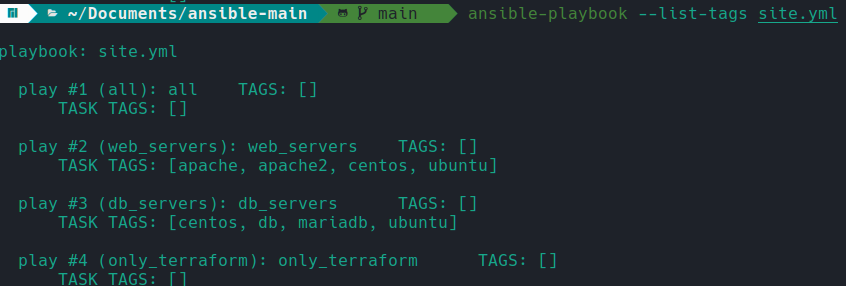 ~/Documents/ansible-main main ansible-playbook --list-tags site.yml
playbook: site.yml
play #1 (all): all TAGS: []
TASK TAGS: []
play #2 (web_servers): web_servers TAGS: []
TASK TAGS: [apache, apache2, centos, ubuntu]
play #3 (db_servers): db_servers TAGS: []
TASK TAGS: [centos, db, mariadb, ubuntu]
play #4 (only_terraform): only_terraform TAGS: []
TASK TAGS: []